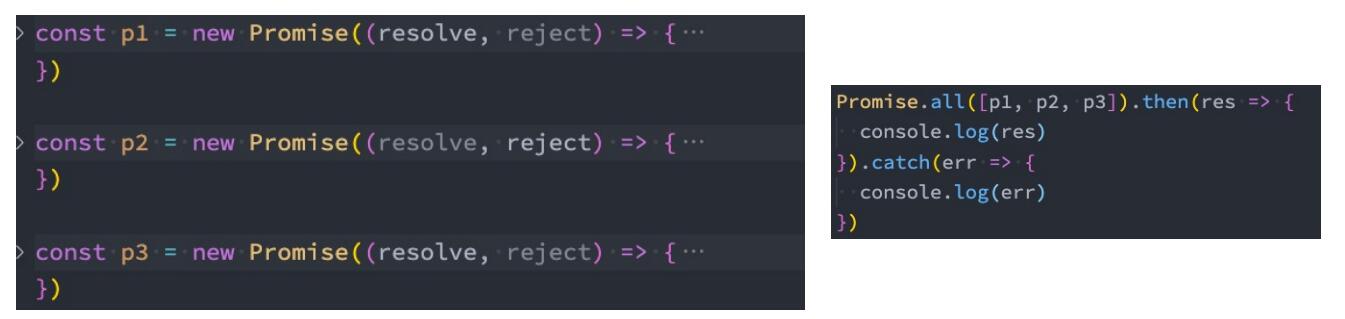 const p1 = new Promise((resolve, reject) => {···
})
const p2 = new Promise((resolve, reject) => {···
})
const p3 = new Promise((resolve, reject) => {···
})
Promise.all([p1, p2, p3]).then(res => {
  console.log(res)
}).catch(err => {
  console.log(err)
})